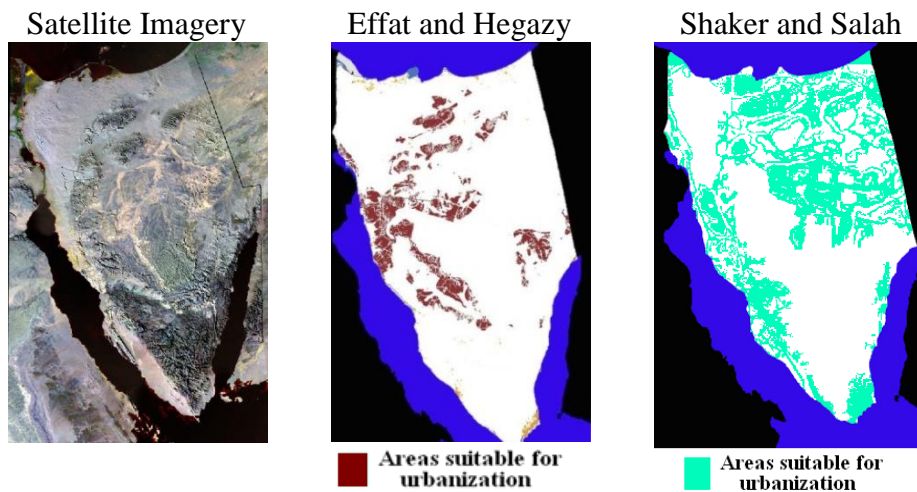 Satellite Imagery
Effat and Hegazy
Shaker and Salah
Areas suitable for
urbanization
Areas suitable for
urbanization